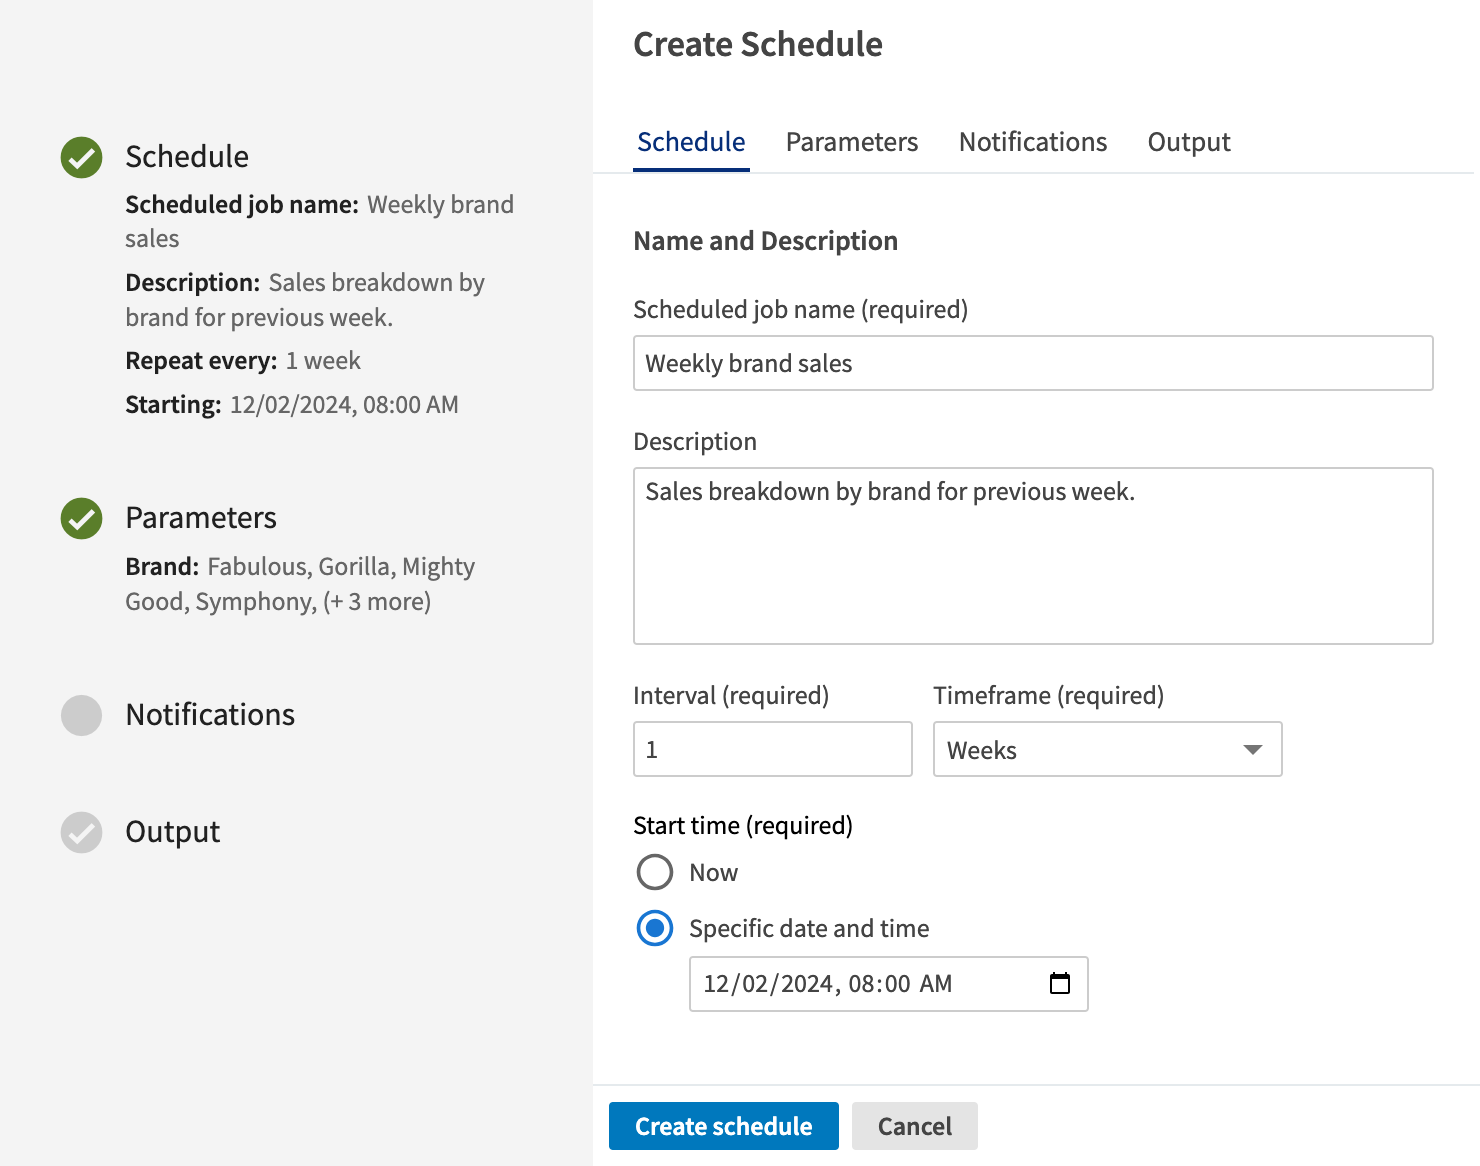 Schedule
Scheduled job name: Weekly brand
sales
Description: Sales breakdown by
brand for previous week.
Repeat every: 1 week
Starting: 12/02/2024, 08:00 AM
Parameters
Brand: Fabulous, Gorilla, Mighty
Good, Symphony, (+ 3 more)
Notifications
Output
Create Schedule
Schedule Parameters Notifications Output
Name and Description
Scheduled job name (required)
Weekly brand sales
Description
Sales breakdown by brand for previous week.
Interval (required) Timeframe (required)
1 Weeks
Start time (required)
Now
Specific date and time
12/02/2024, 08:00 AM
Create schedule Cancel